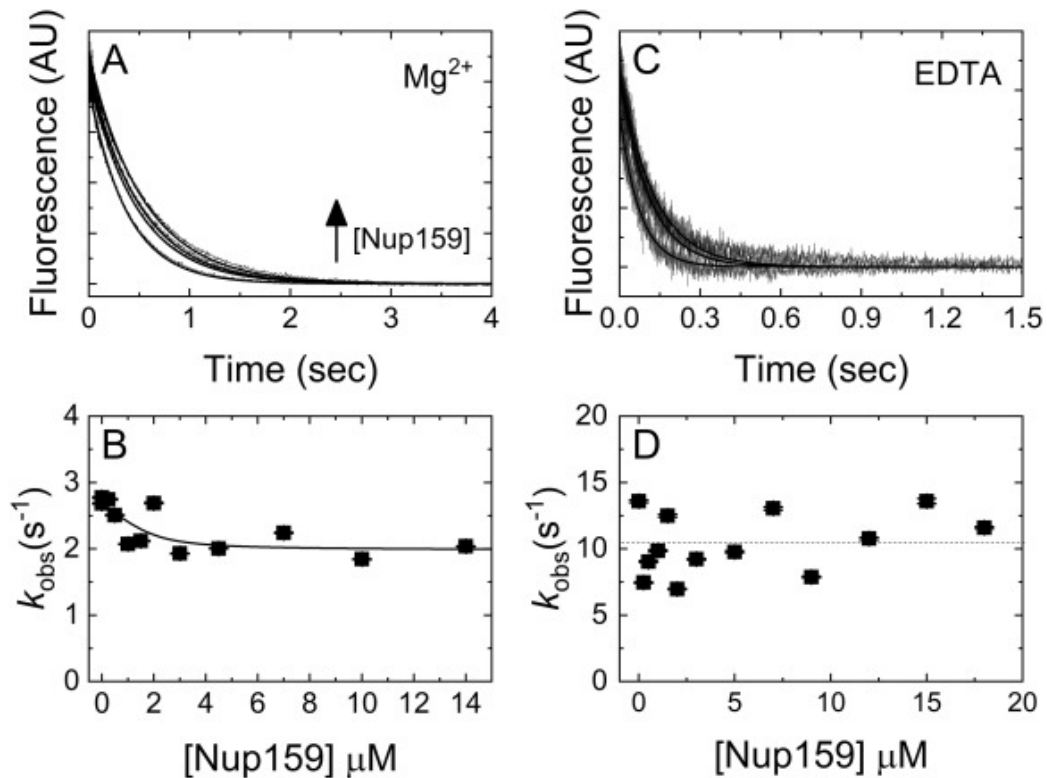 A
Mg²⁺
[Nup159]
Fluorescence (AU)
0 1 2 3 4
Time (sec)
C
EDTA
Fluorescence (AU)
0.0 0.3 0.6 0.9 1.2 1.5
Time (sec)
B
k_obs(s⁻¹)
4
3
2
1
0
0 2 4 6 8 10 12 14
[Nup159] μM
D
k_obs(s⁻¹)
20
15
10
5
0
0 5 10 15 20
[Nup159] μM